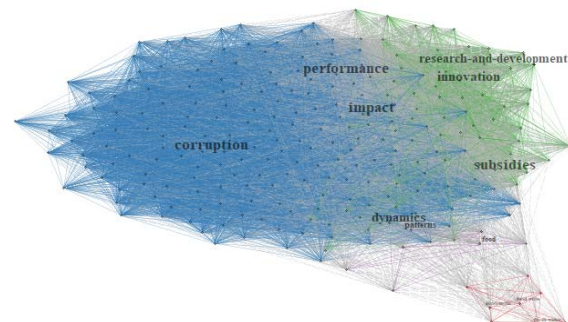 research-and-development
performance
innovation
impact
corruption
subsidies
dynamics
patterns
food